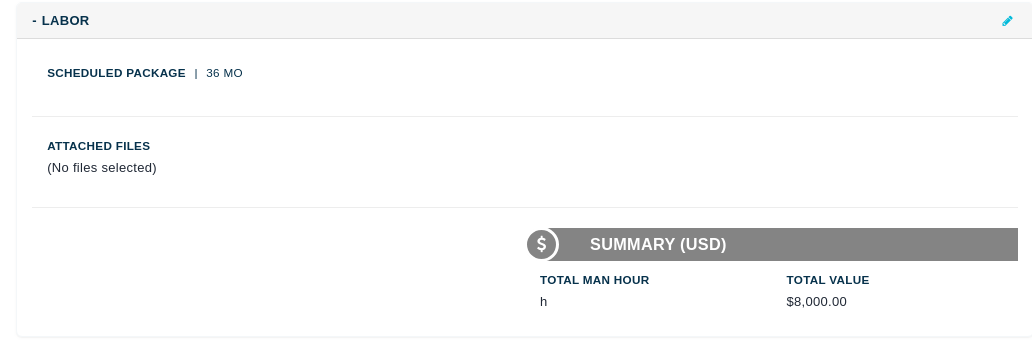 - LABOR
SCHEDULED PACKAGE | 36 MO
ATTACHED FILES
(No files selected)
$ SUMMARY (USD)
TOTAL MAN HOUR TOTAL VALUE
h $8,000.00